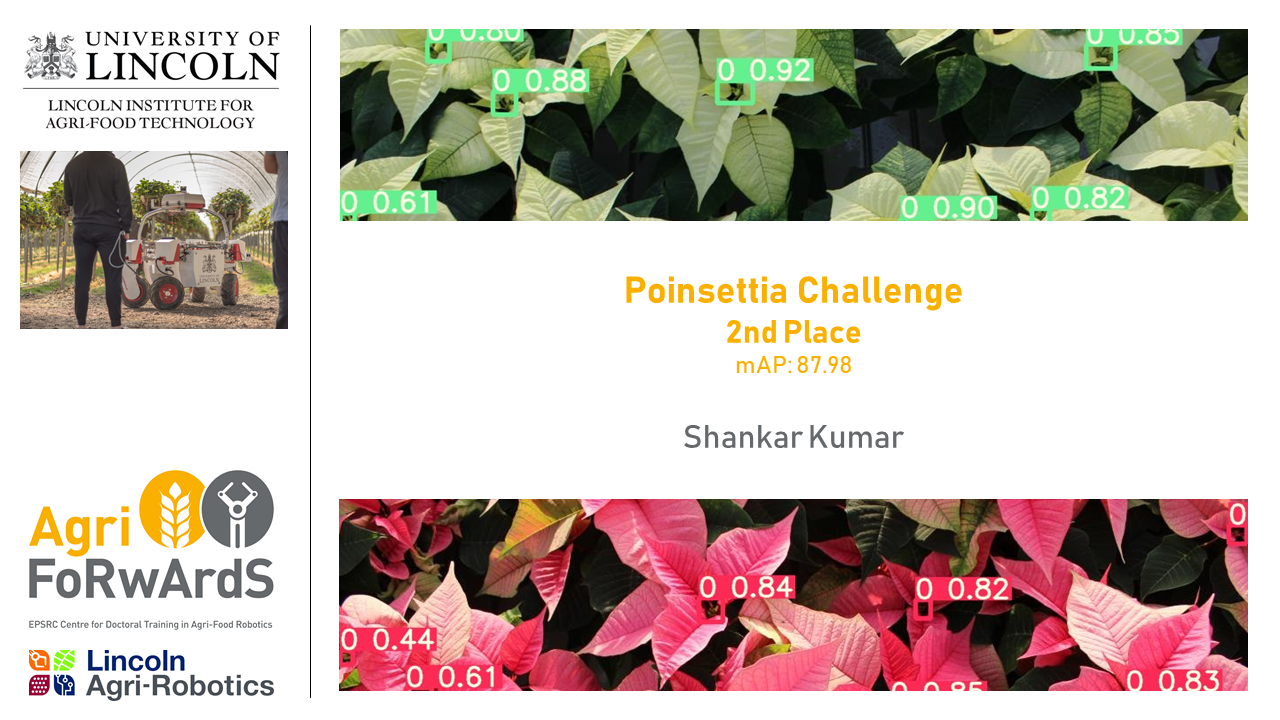 UNIVERSITY OF
LINCOLN
LINCOLN INSTITUTE FOR
AGRI-FOOD TECHNOLOGY
LINCOLN
Agri
FoRwArdS
EPSRC Centre for Doctoral Training in Agri-Food Robotics
Lincoln
Agri-Robotics
0 0.80
0 0.85
0 0.88
0 0.92
0 0.61
0 0.90
0 0.82
Poinsettia Challenge
2nd Place
mAP: 87.98
Shankar Kumar
0
0 0.84
0 0.82
0 0.44
0 0.61
0 0.85
0 0.83